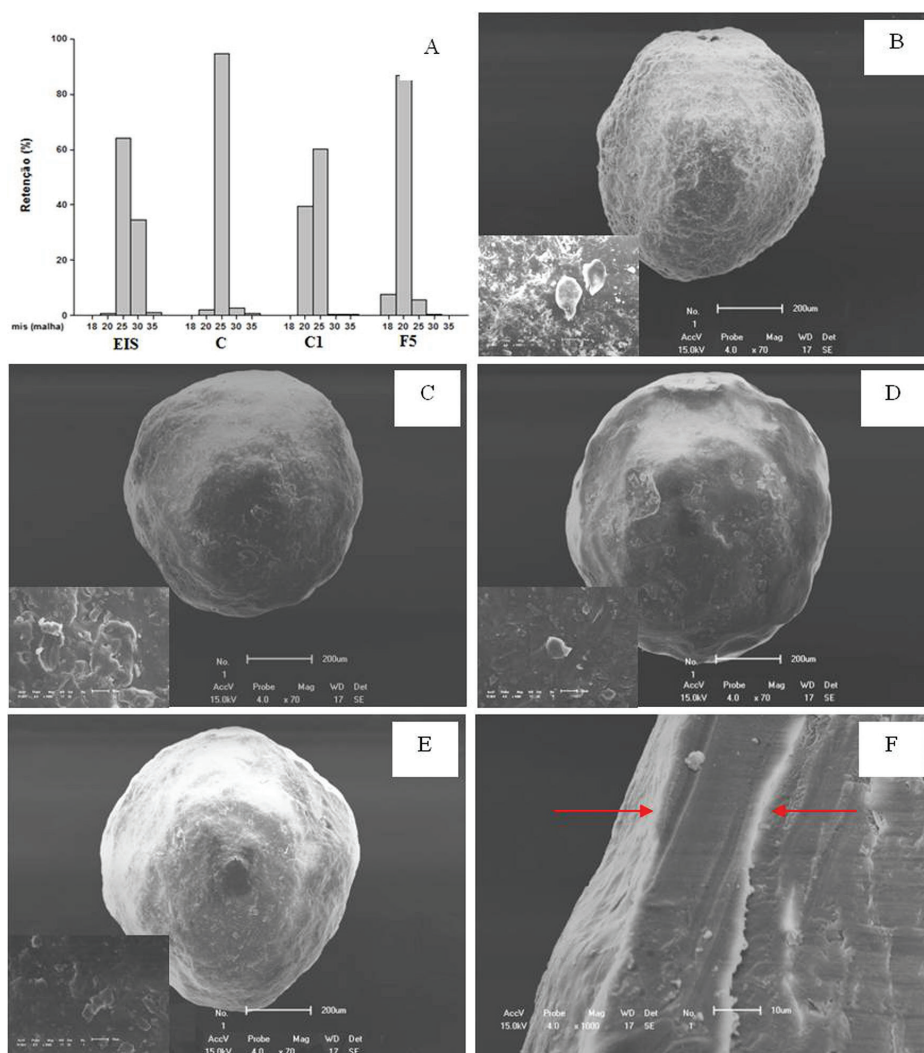 A
Retenção (%)
100
80
60
40
20
0
mis (malha)
18 20 25 30 35 18 20 25 30 35 18 20 25 30 35 18 20 25 30 35
EIS C C1 F5
B
200um
No.
1
AccV Probe Mag WD Det
15.0kV 4.0 x 70 17 SE
C
200um
No.
1
AccV Probe Mag WD Det
15.0kV 4.0 x 70 17 SE
D
200um
No.
1
AccV Probe Mag WD Det
15.0kV 4.0 x 70 17 SE
E
200um
No.
1
AccV Probe Mag WD Det
15.0kV 4.0 x 70 17 SE
F
10um
AccV Probe Mag WD Det No.
15.0kV 4.0 x 1000 17 SE 1